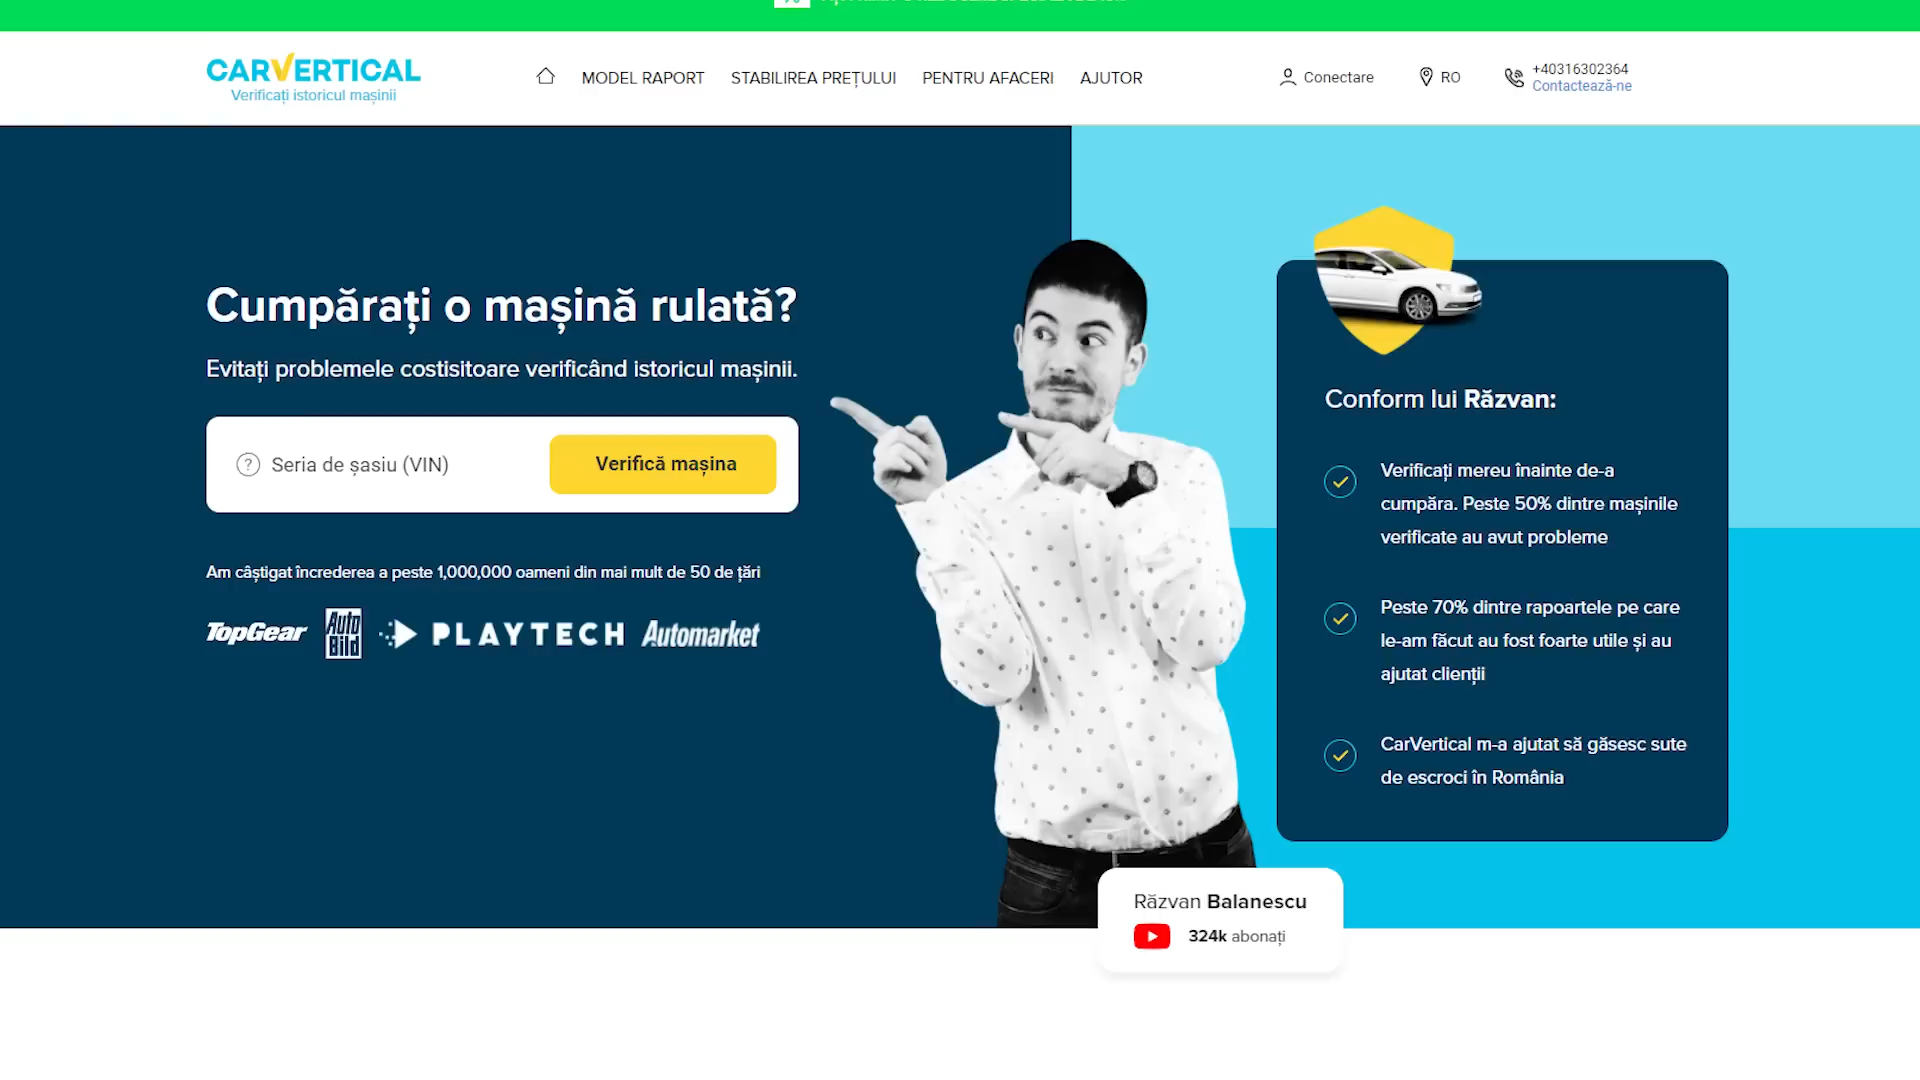 CARVERTICAL
Verificați istoricul mașinii
MODEL RAPORT
STABILIREA PREȚULUI
PENTRU AFACERI
AJUTOR
Conectare
RO
+40316302364
Contactează-ne
Cumpărați o mașină rulată?
Evitați problemele costisitoare verificând istoricul mașinii.
? Seria de șasiu (VIN)
Verifică mașina
Am câștigat încrederea a peste 1,000,000 oameni din mai mult de 50 de țări
TopGear
Auto
Bild
PLAYTECH
Automarket
Conform lui Răzvan:
Verificați mereu înainte de-a
cumpăra. Peste 50% dintre mașinile
verificate au avut probleme
Peste 70% dintre rapoartele pe care
le-am făcut au fost foarte utile și au
ajutat clienții
CarVertical m-a ajutat să găsesc sute
de escroci în România
Răzvan Balanescu
324k abonați